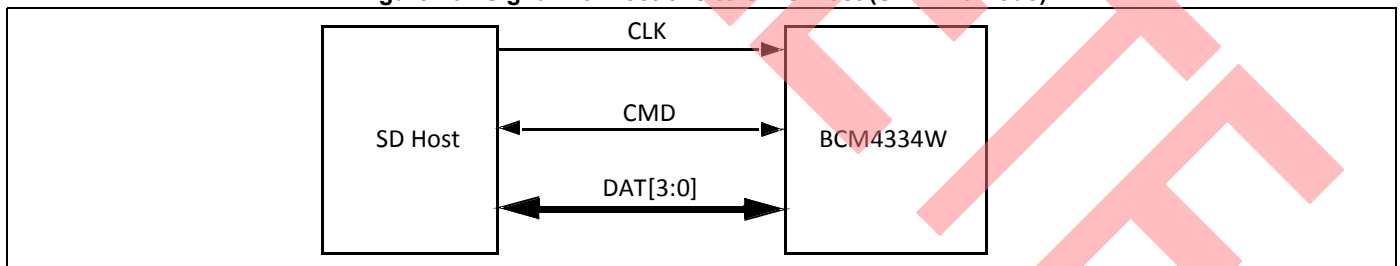 CLK
CMD
SD Host
BCM4334W
DAT[3:0]